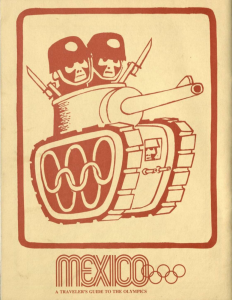 MEXICO
A TRAVELER'S GUIDE TO THE OLYMPICS